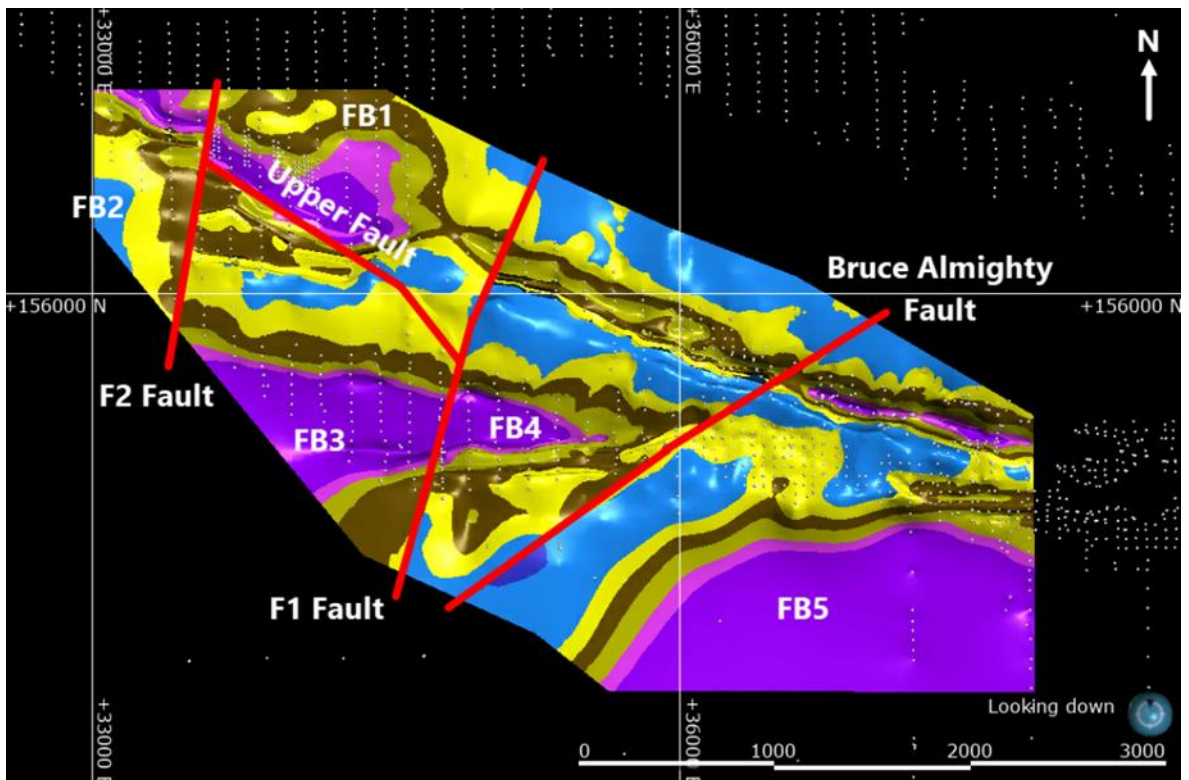 +33000 E
+36000 E
N
FB1
Upper Fault
FB2
Bruce Almighty
Fault
+156000 N
+156000 N
F2 Fault
FB4
FB3
F1 Fault
FB5
+33000 E
+36000 E
Looking down
0 1000 2000 3000